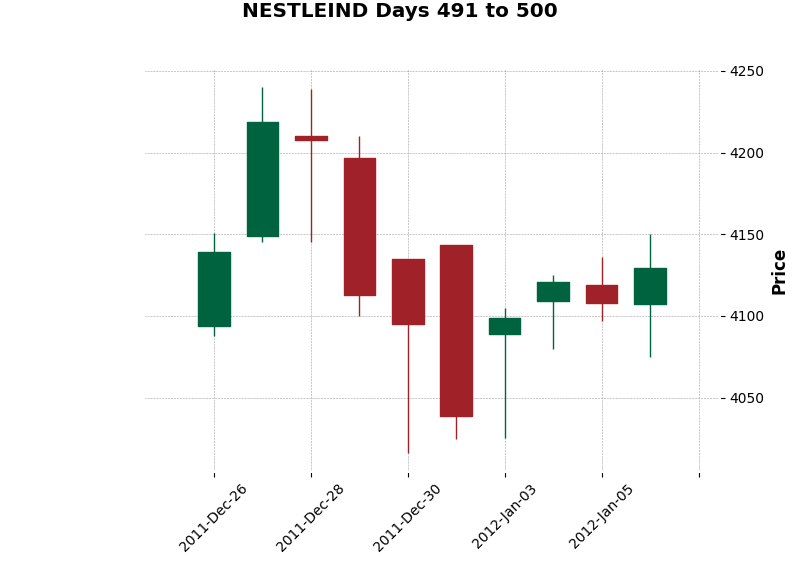 NESTLEIND Days 491 to 500
4250
4200
4150
4100
4050
Price
2011-Dec-26
2011-Dec-28
2011-Dec-30
2012-Jan-03
2012-Jan-05